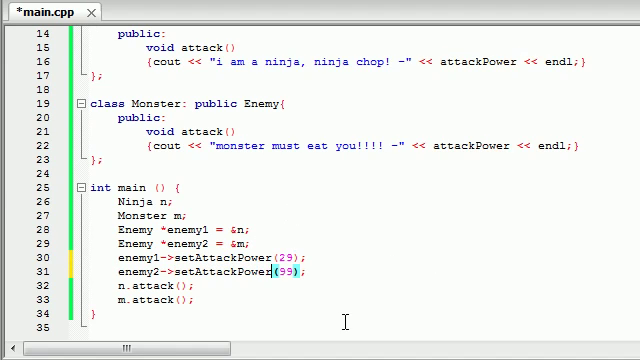 *main.cpp
14 public:
15 void attack()
16 {cout << "i am a ninja, ninja chop! -" << attackPower << endl;}
17 };
18
19 class Monster: public Enemy{
20 public:
21 void attack()
22 {cout << "monster must eat you!!!! -" << attackPower << endl;}
23 };
24
25 int main () {
26 Ninja n;
27 Monster m;
28 Enemy *enemy1 = &n;
29 Enemy *enemy2 = &m;
30 enemy1->setAttackPower(29);
31 enemy2->setAttackPower(99);
32 n.attack();
33 m.attack();
34 }
35